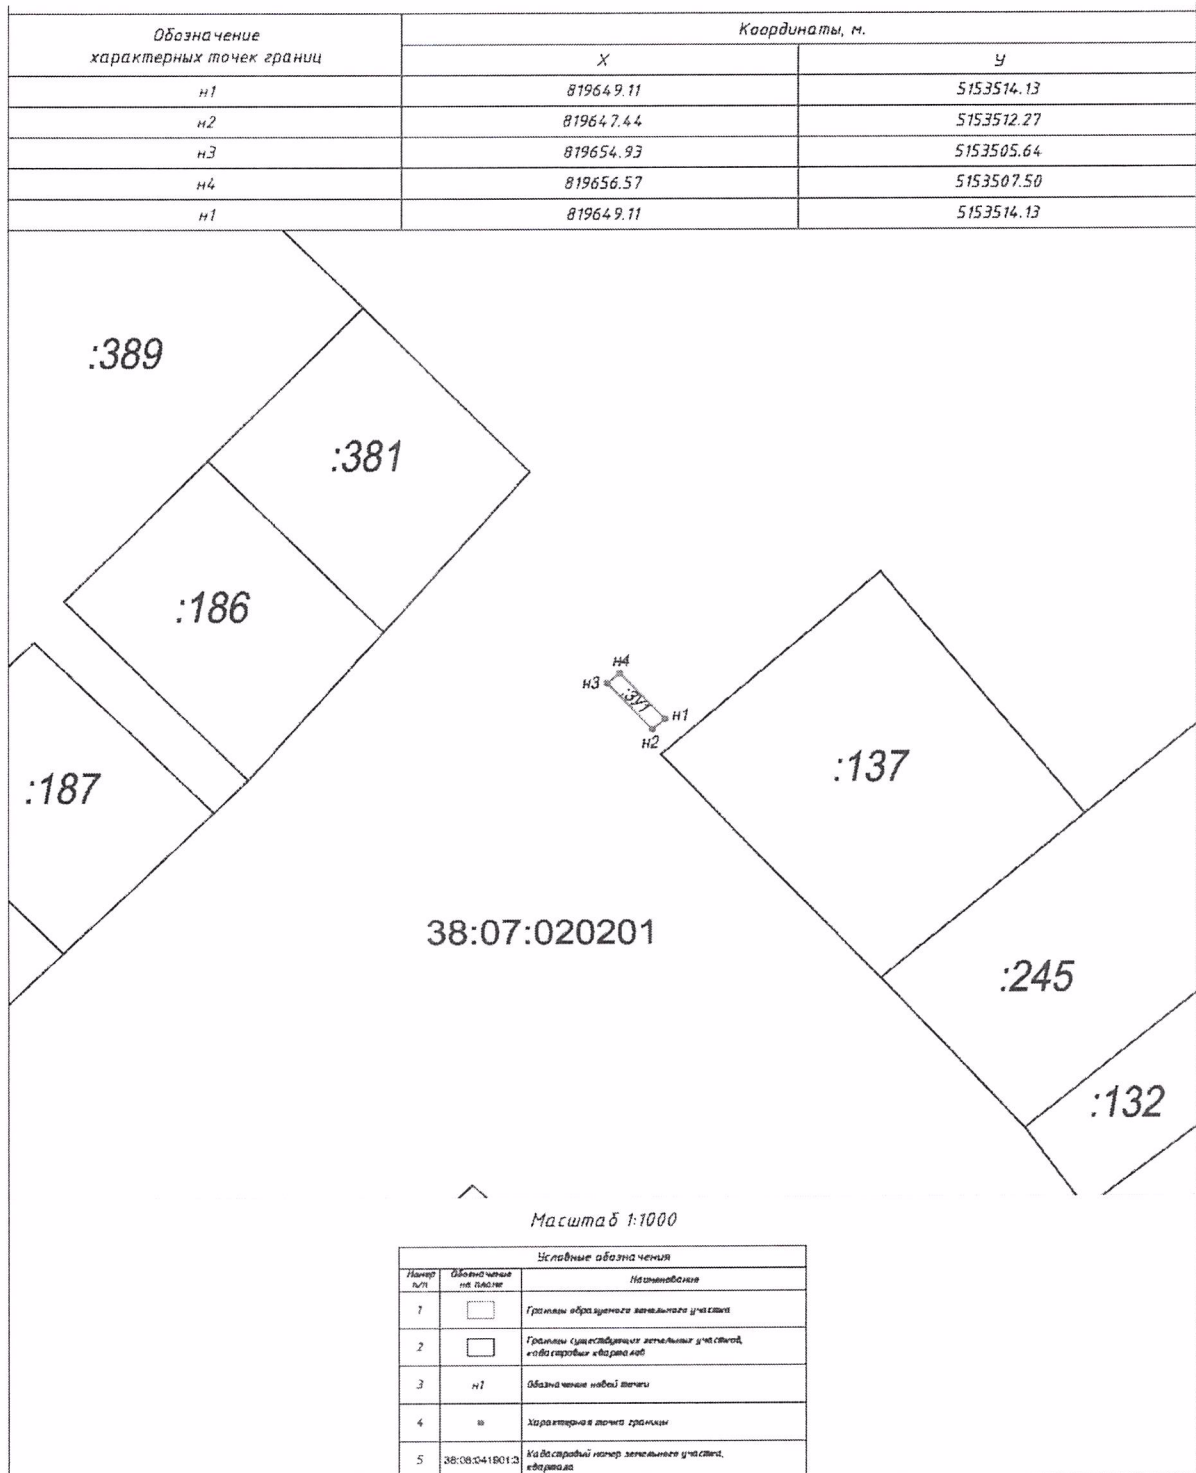 Обозначение
характерных точек границ
Координаты, м.
X
У
н1 819649.11 5153514.13
н2 819647.44 5153512.27
н3 819654.93 5153505.64
н4 819656.57 5153507.50
н1 819649.11 5153514.13
:389
:381
:186
:187
н4
н3
:ЗУ1
н1
н2
:137
38:07:020201
:245
:132
Масштаб 1:1000
Условные обозначения
Номер п/п
Обозначение на плане
Наименование
1 Границы образуемого земельного участка
2 Границы существующих земельных участков,
кадастровых кварталов
3 н1 Обозначение новой точки
4 Характерная точка границы
5 38:08:041901:3 Кадастровый номер земельного участка,
квартала